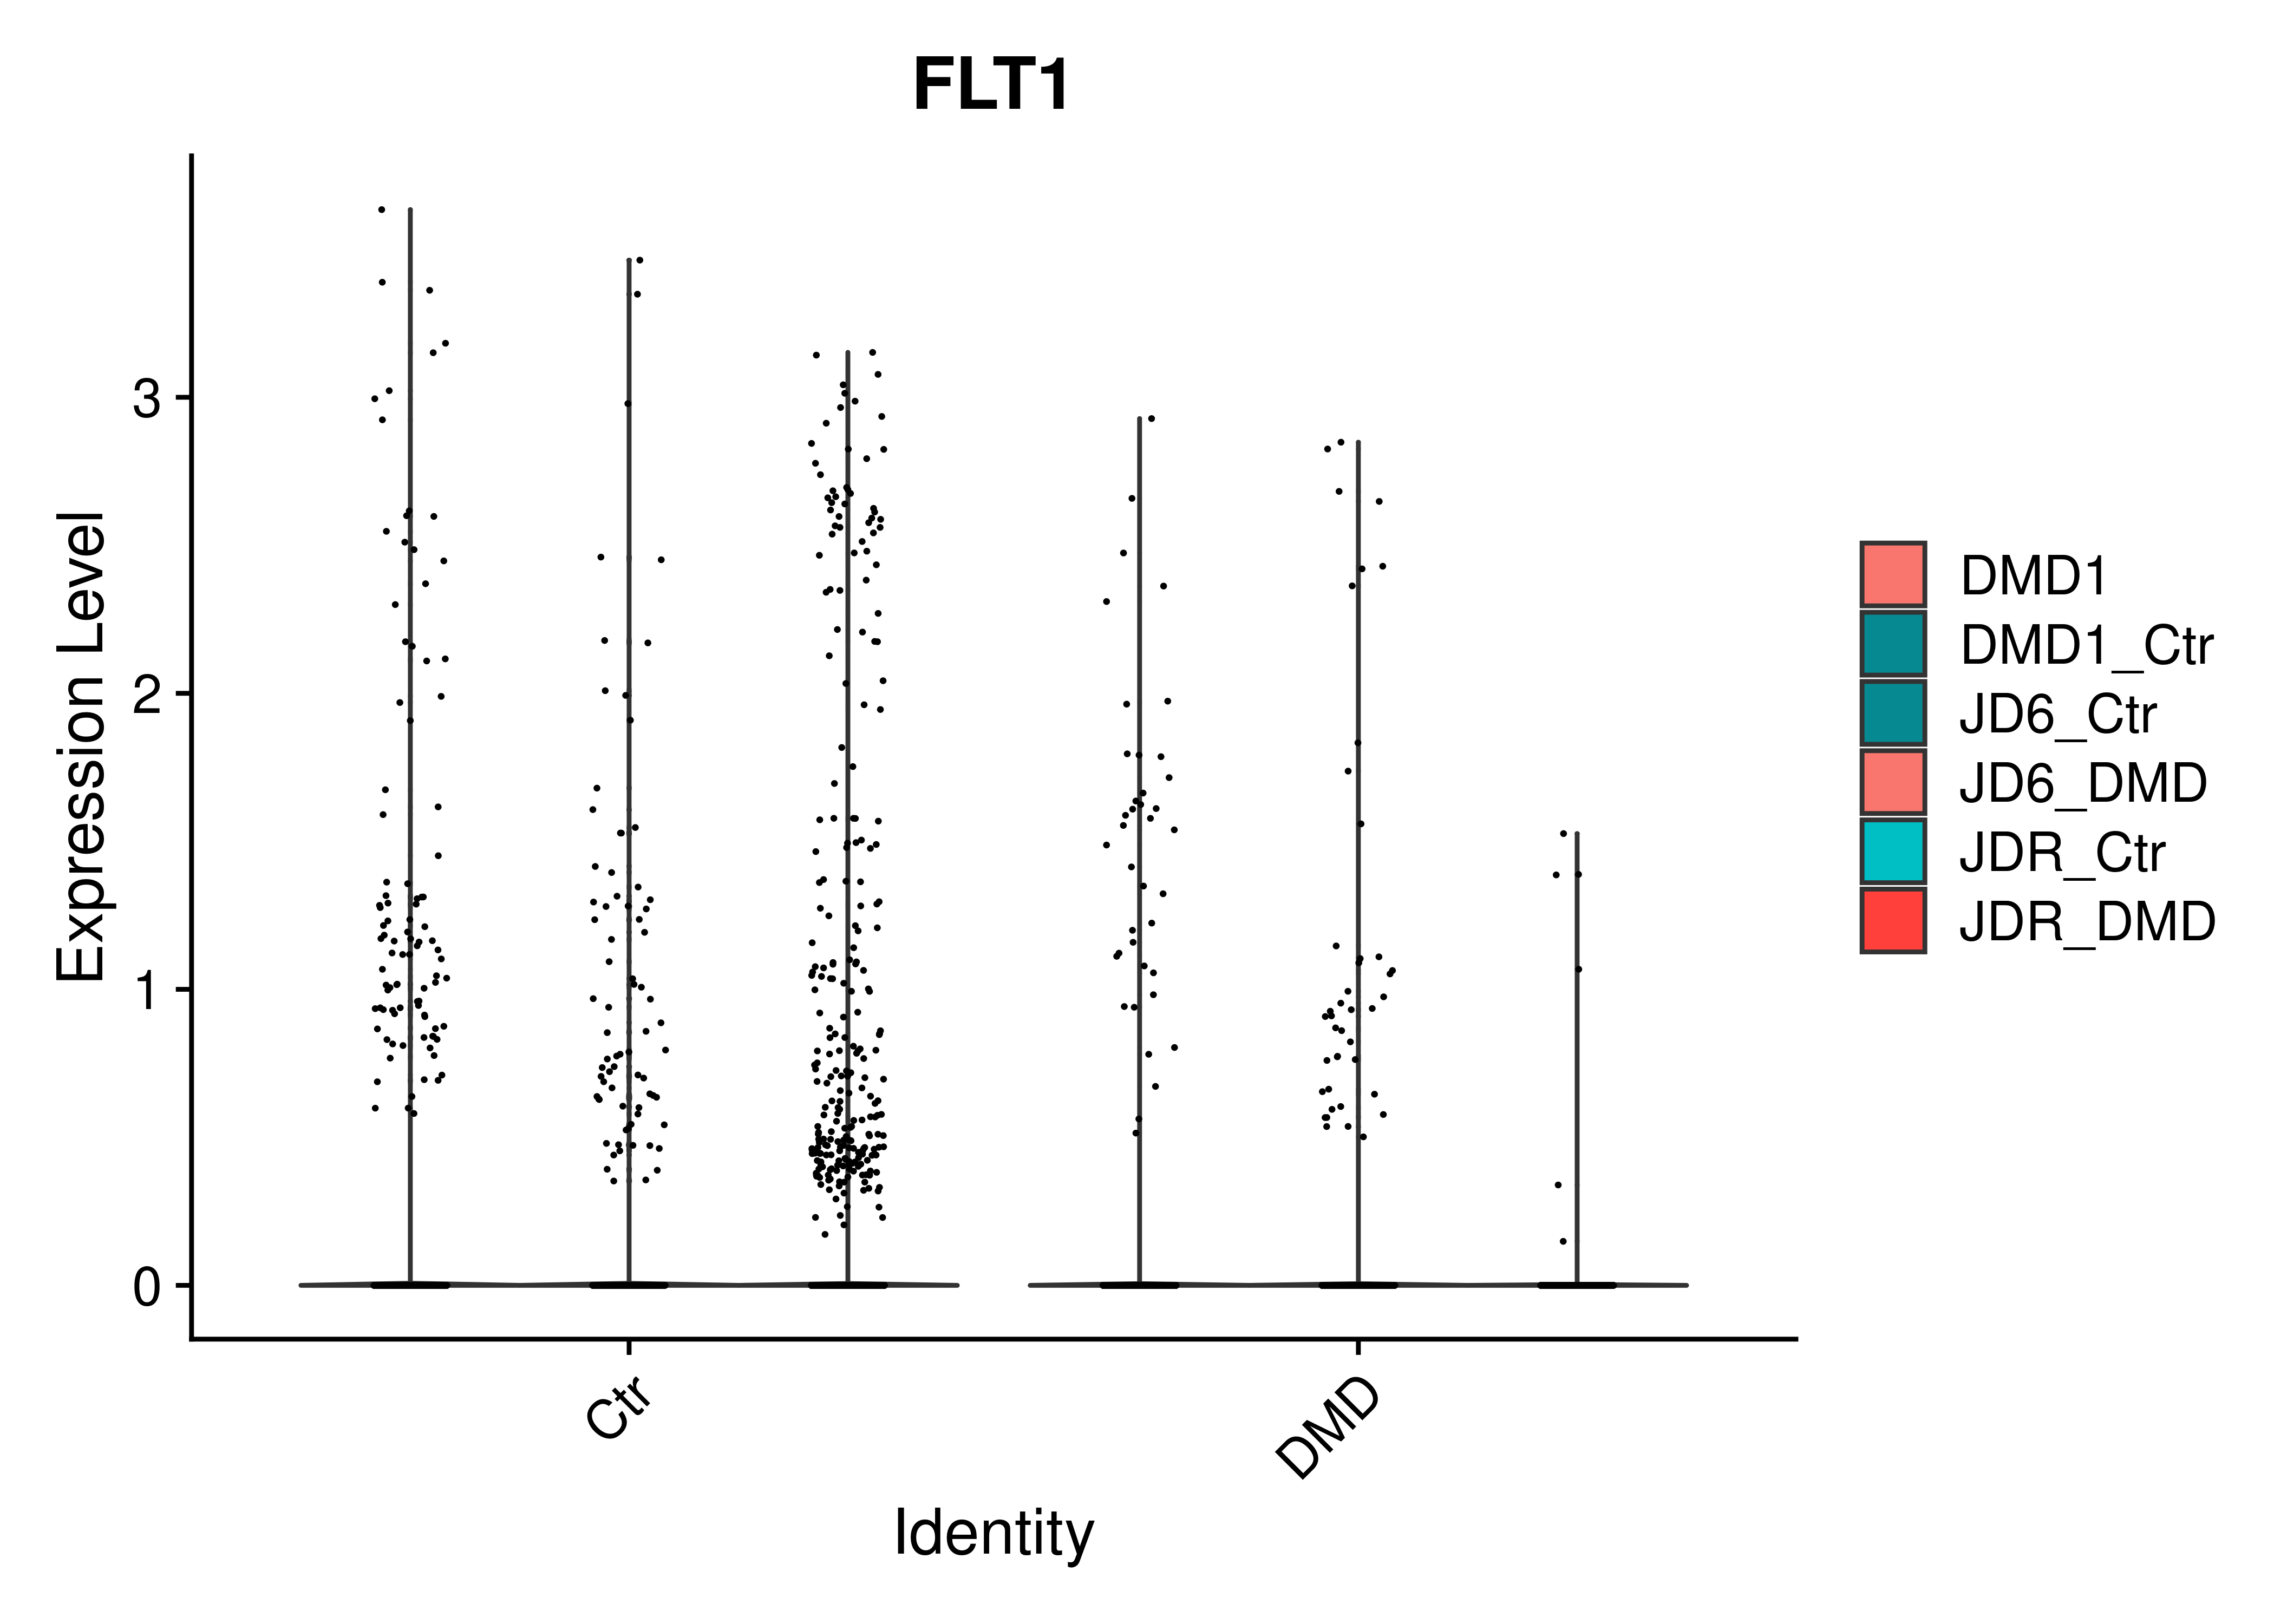 FLT1
Expression Level
3
2
1
0
Ctr
DMD
Identity
DMD1
DMD1_Ctr
JD6_Ctr
JD6_DMD
JDR_Ctr
JDR_DMD